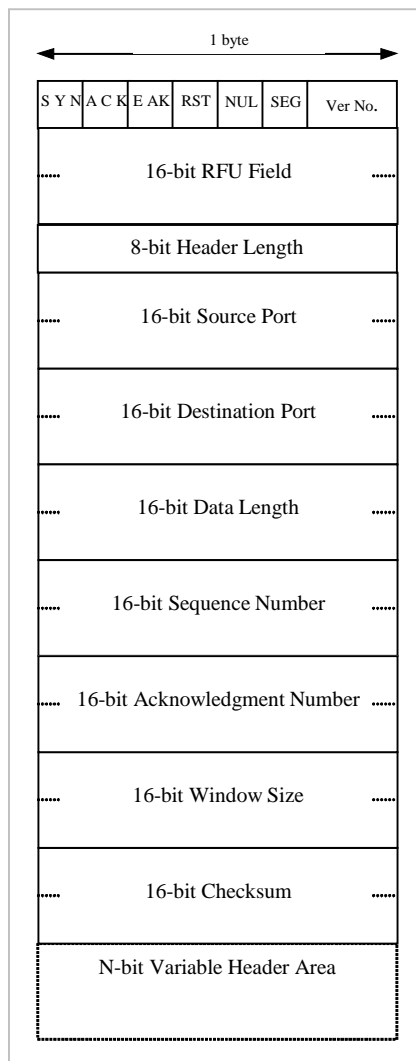 1 byte
S Y N A C K E AK RST NUL SEG Ver No.
16-bit RFU Field
8-bit Header Length
16-bit Source Port
16-bit Destination Port
16-bit Data Length
16-bit Sequence Number
16-bit Acknowledgment Number
16-bit Window Size
16-bit Checksum
N-bit Variable Header Area